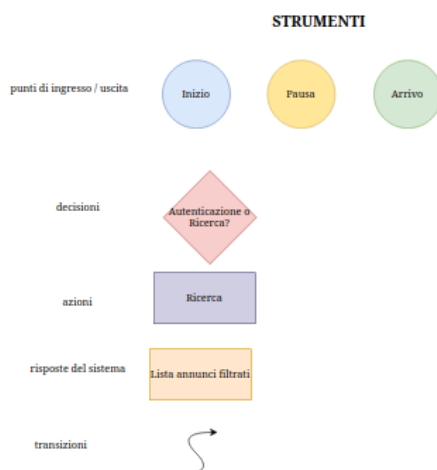 STRUMENTI
punti di ingresso / uscita
Inizio
Pausa
Arrivo
decisioni
Autenticazione o
Ricerca?
azioni
Ricerca
risposte del sistema
Lista annunci filtrati
transizioni